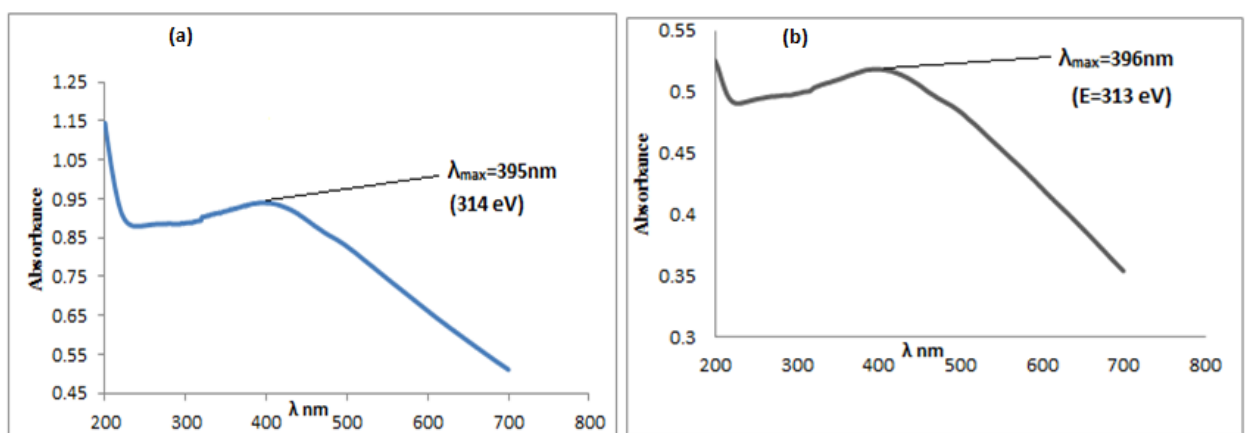 (a)
1.25
1.15
1.05
0.95
0.85
0.75
0.65
0.55
0.45
Absorbance
λmax=395nm
(314 eV)
200 300 400 500 600 700 800
λ nm
(b)
0.55
0.5
0.45
0.4
0.35
0.3
Absorbance
λmax=396nm
(E=313 eV)
λ nm
200 300 400 500 600 700 800